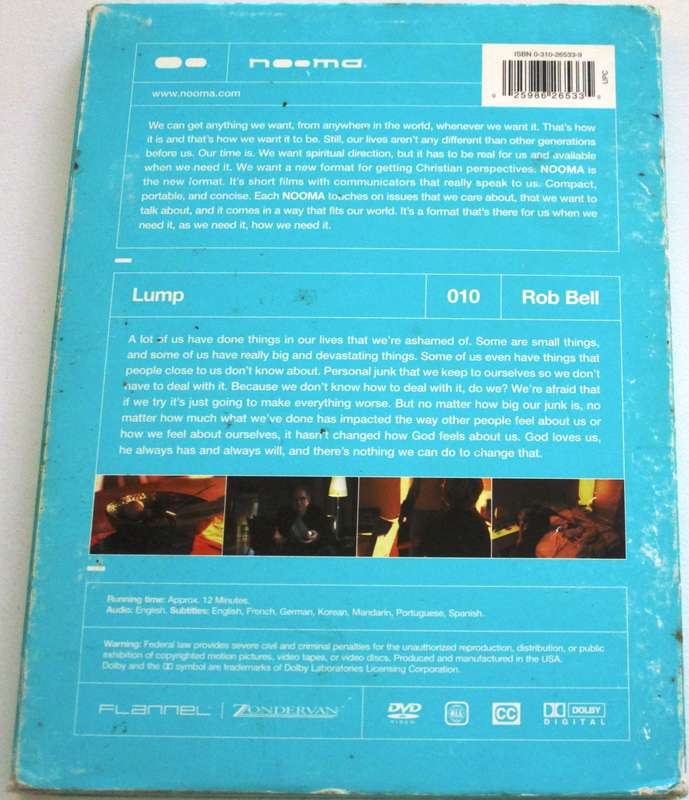 ISBN 0-310-26533-9
nooma
UPC
0 25986 26533 9
www.nooma.com
We can get anything we want, from anywhere in the world, whenever we want it. That's how
it is and that's how we want it to be. Still, our lives aren't any different than other generations
before us. Our time is. We want spiritual direction, but it has to be real for us and available
when we need it. We want a new format for getting Christian perspectives. NOOMA is
the new format. It's short films with communicators that really speak to us. Compact,
portable, and concise. Each NOOMA touches on issues that we care about, that we want to
talk about, and it comes in a way that fits our world. It's a format that's there for us when we
need it, as we need it, how we need it.
Lump 010 Rob Bell
A lot of us have done things in our lives that we're ashamed of. Some are small things,
and some of us have really big and devastating things. Some of us even have things that
people close to us don't know about. Personal junk that we keep to ourselves so we don't
have to deal with it. Because we don't know how to deal with it, do we? We're afraid that
if we try it's just going to make everything worse. But no matter how big our junk is, no
matter how much what we've done has impacted the way other people feel about us or
how we feel about ourselves, it hasn't changed how God feels about us. God loves us,
he always has and always will, and there's nothing we can do to change that.
Running time: Approx. 12 Minutes.
Audio: English. Subtitles: English, French, German, Korean, Mandarin, Portuguese, Spanish.
Warning: Federal law provides severe civil and criminal penalties for the unauthorized reproduction, distribution, or public
exhibition of copyrighted motion pictures, video tapes, or video discs. Produced and manufactured in the USA.
Dolby and the symbol are trademarks of Dolby Laboratories Licensing Corporation.
FLANNEL ZONDERVAN DVD VIDEO ALL CC DOLBY DIGITAL